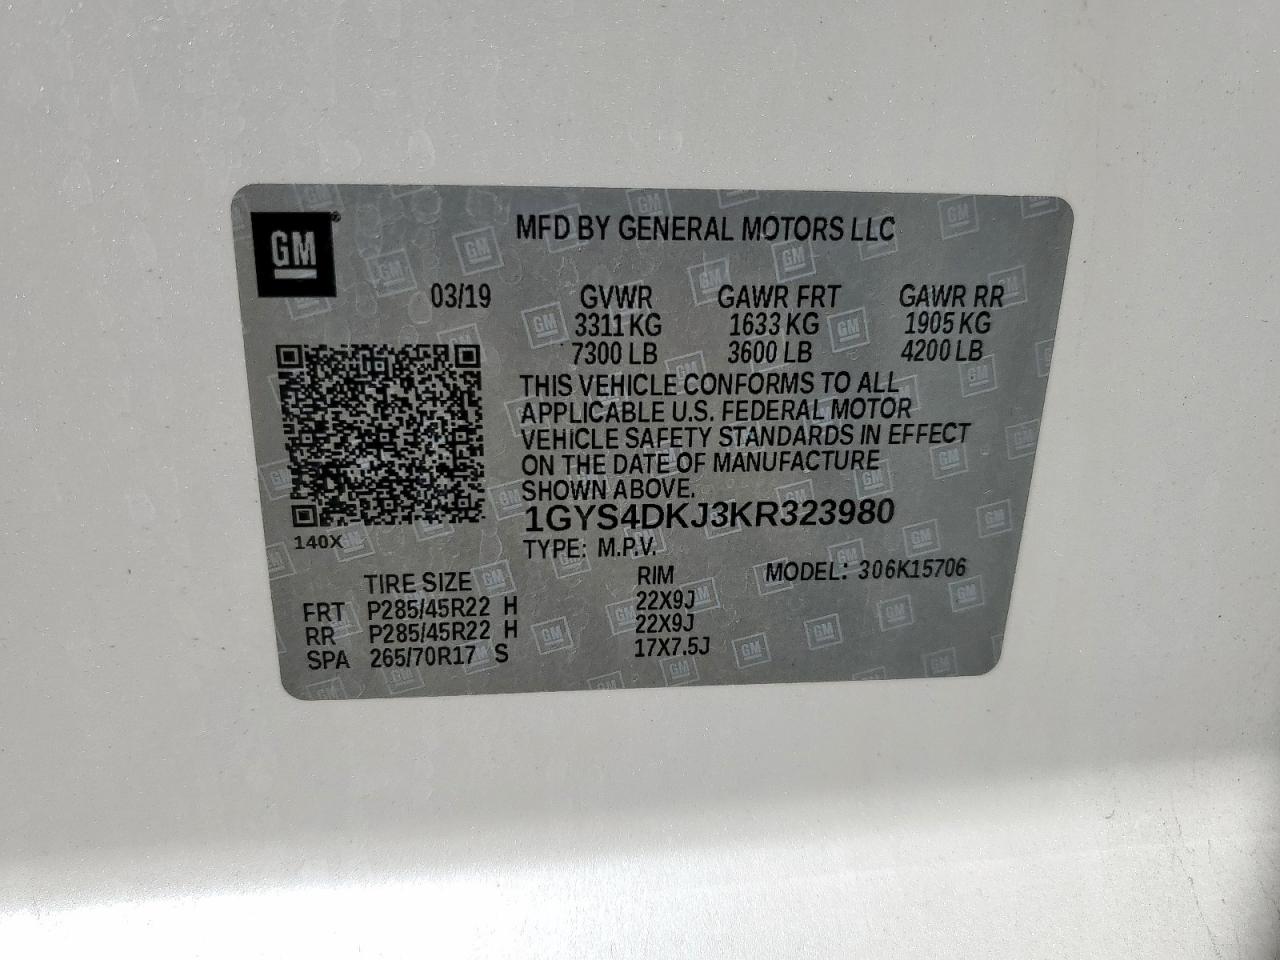 GM
MFD BY GENERAL MOTORS LLC
03/19 GVWR GAWR FRT GAWR RR
3311 KG 1633 KG 1905 KG
7300 LB 3600 LB 4200 LB
THIS VEHICLE CONFORMS TO ALL
APPLICABLE U.S. FEDERAL MOTOR
VEHICLE SAFETY STANDARDS IN EFFECT
ON THE DATE OF MANUFACTURE
SHOWN ABOVE.
1GYS4DKJ3KR323980
140X
TYPE: M.P.V.
TIRE SIZE RIM MODEL: 306K15706
FRT P285/45R22 H 22X9J
RR P285/45R22 H 22X9J
SPA 265/70R17 S 17X7.5J